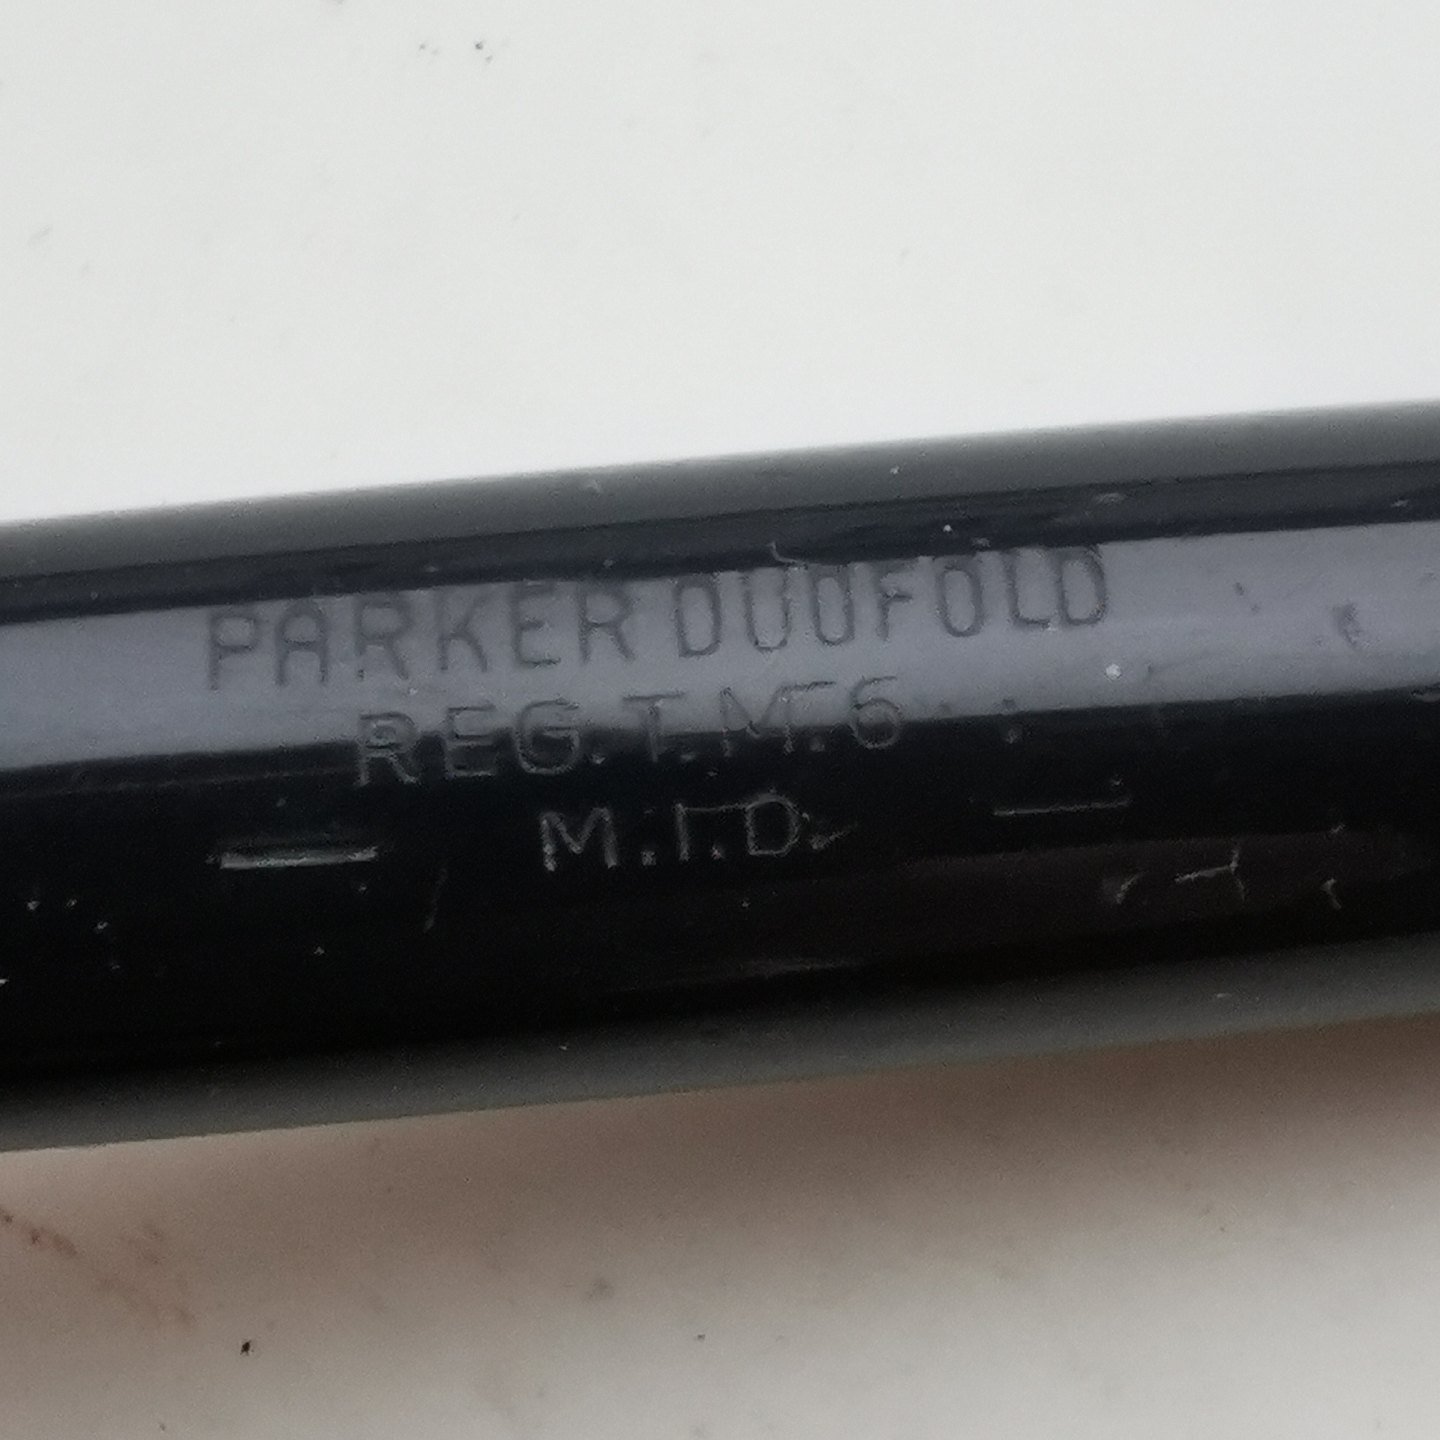 PARKER DUOFOLD
REG.T.M.6
M.I.D.